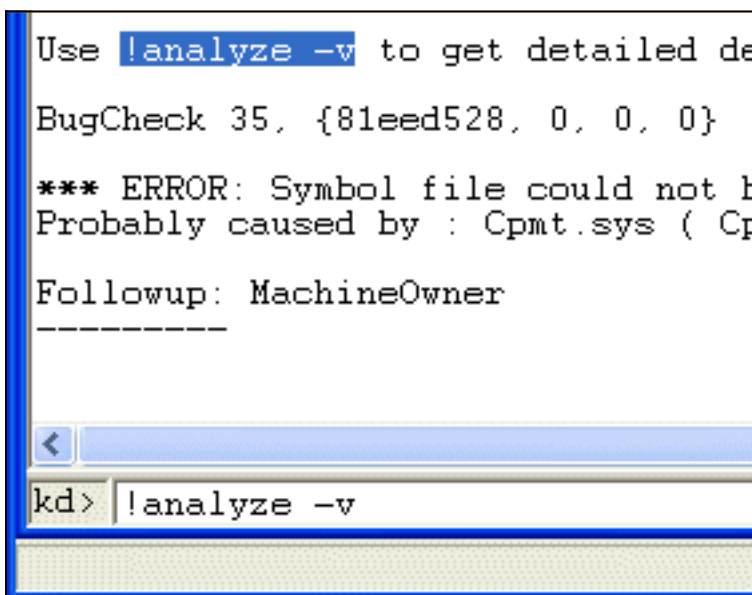 Use !analyze -v to get detailed de
BugCheck 35, {81eed528, 0, 0, 0}
*** ERROR: Symbol file could not b
Probably caused by : Cpmt.sys ( Cp
Followup: MachineOwner
---------
kd> !analyze -v